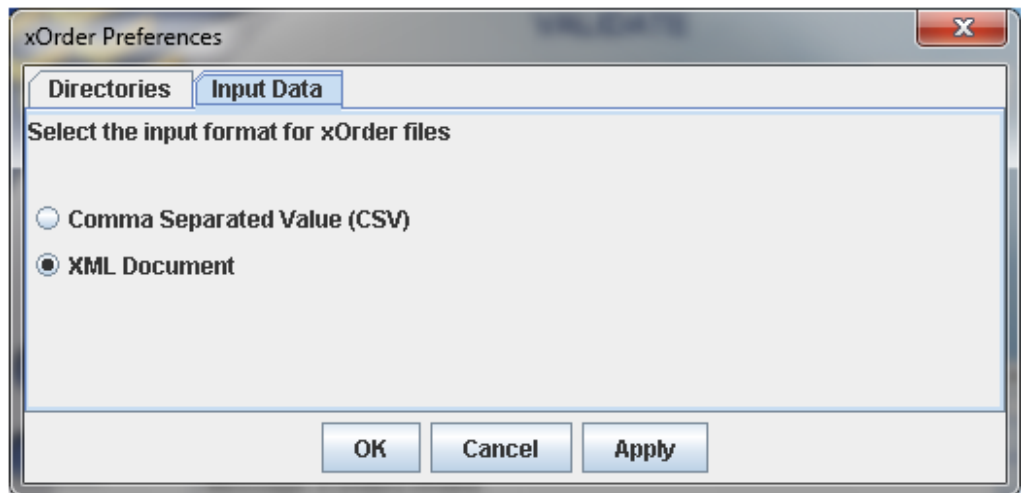 VALIDATE
xOrder Preferences
X
Directories Input Data
Select the input format for xOrder files
Comma Separated Value (CSV)
XML Document
OK Cancel Apply